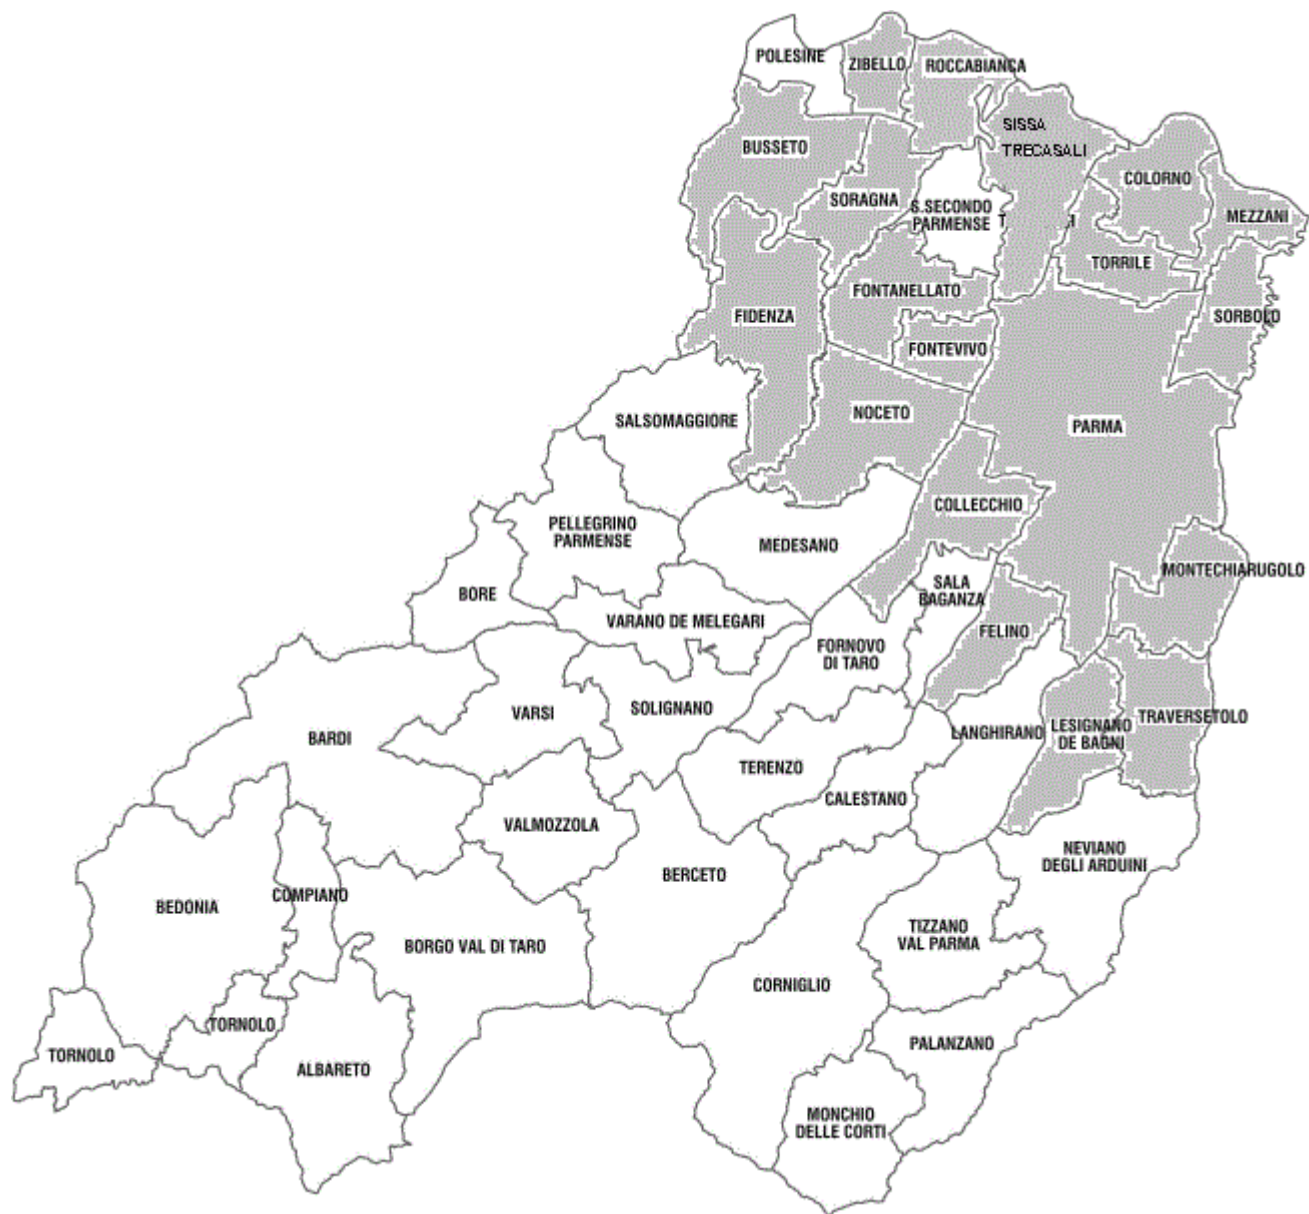 POLESINE
ZIBELLO
ROCCABIANCA
SISSA
TRECASALI
BUSSETO
COLORNO
SORAGNA
S.SECONDO
PARMENSE
T
I
MEZZANI
TORRILE
FONTANELLATO
FIDENZA
SORBOLO
FONTEVIVO
NOCETO
SALSOMAGGIORE
PARMA
COLLECCHIO
PELLEGRINO
PARMENSE
MEDESANO
MONTECHIARUGOLO
SALA
BAGANZA
BORE
VARANO DE MELEGARI
FELINO
FORNOVO
DI TARO
VARSI
SOLIGNANO
TRAVERSETOLO
LESIGNANO
DE BAGNI
LANGHIRANO
BARDI
TERENZO
CALESTANO
VALMOZZOLA
NEVIANO
DEGLI ARDUINI
BERCETO
COMPIANO
BEDONIA
TIZZANO
VAL PARMA
BORGO VAL DI TARO
CORNIGLIO
TORNOLO
PALANZANO
TORNOLO
ALBARETO
MONCHIO
DELLE CORTI